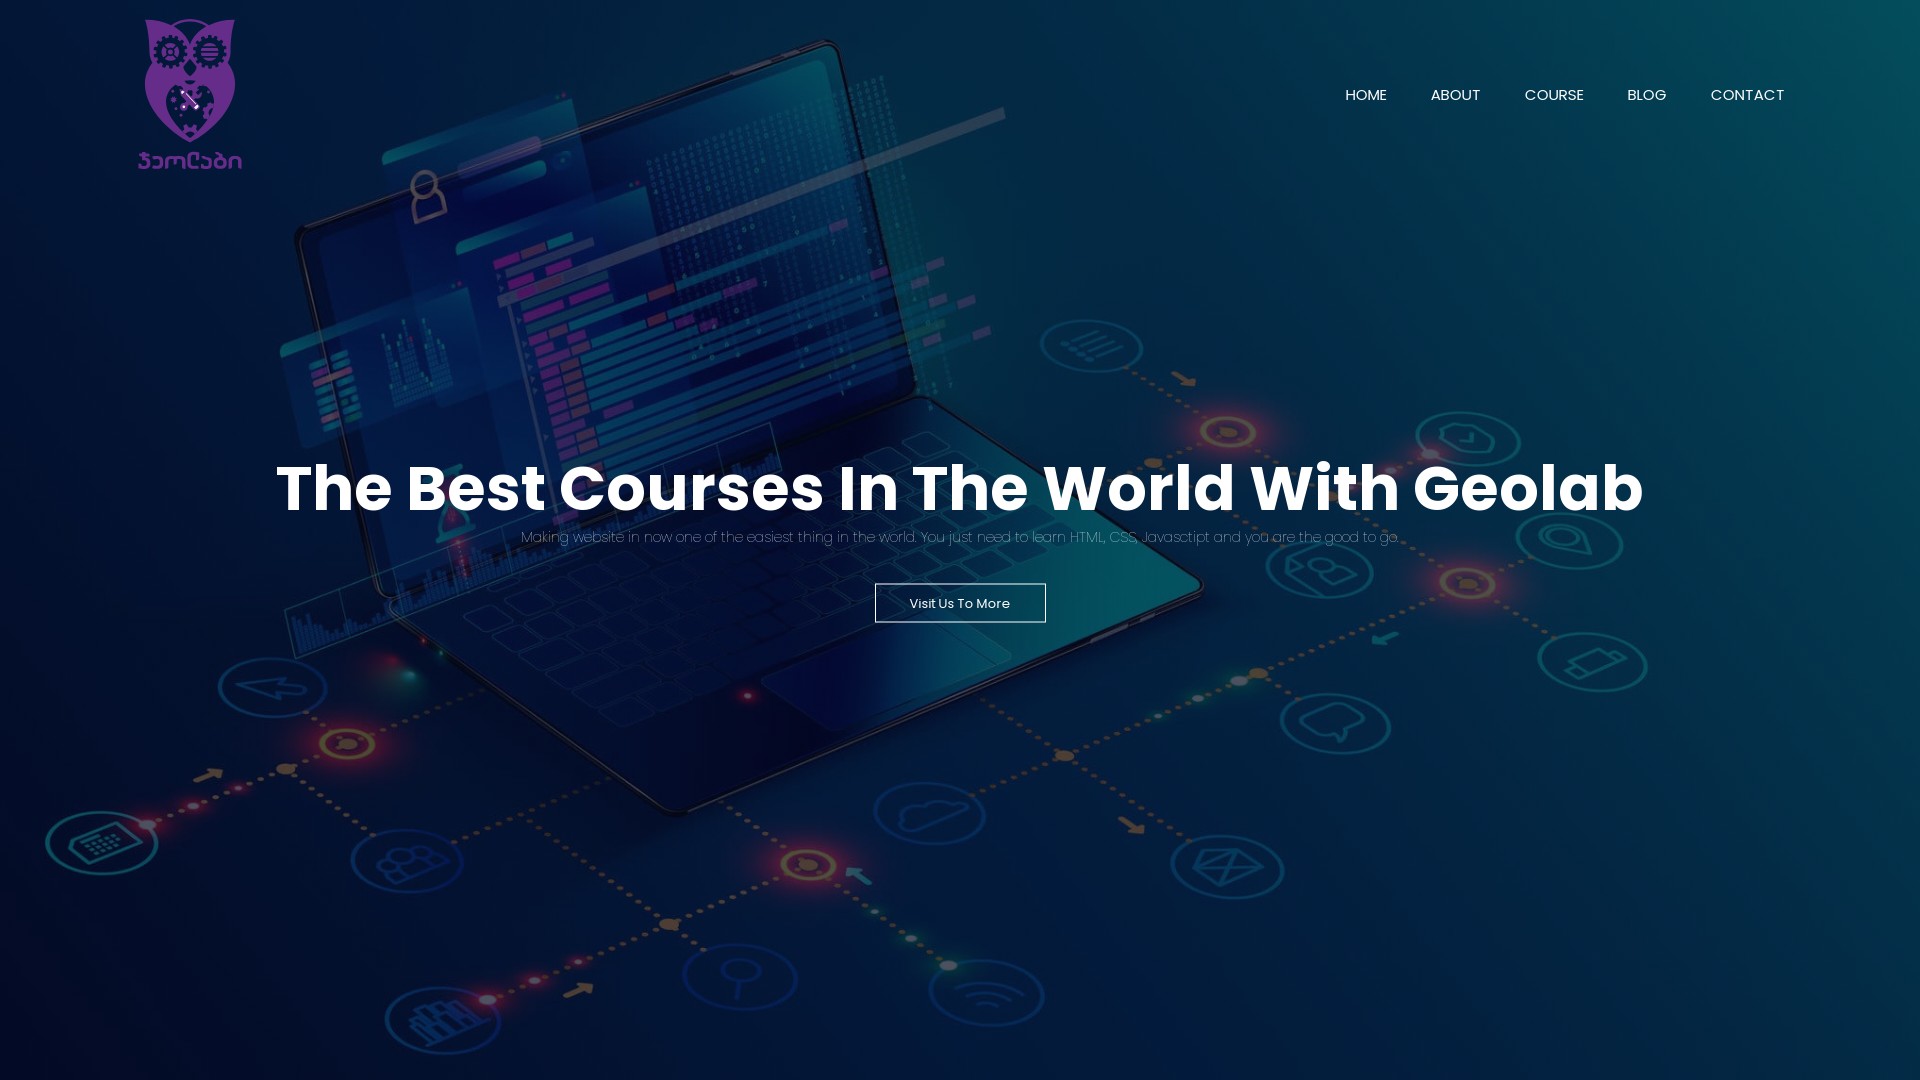 ჯეოლაბი
HOME ABOUT COURSE BLOG CONTACT
The Best Courses In The World With Geolab
Making website in now one of the easiest thing in the world. You just need to learn HTML, CSS, Javasctipt and you are the good to go.
Visit Us To More